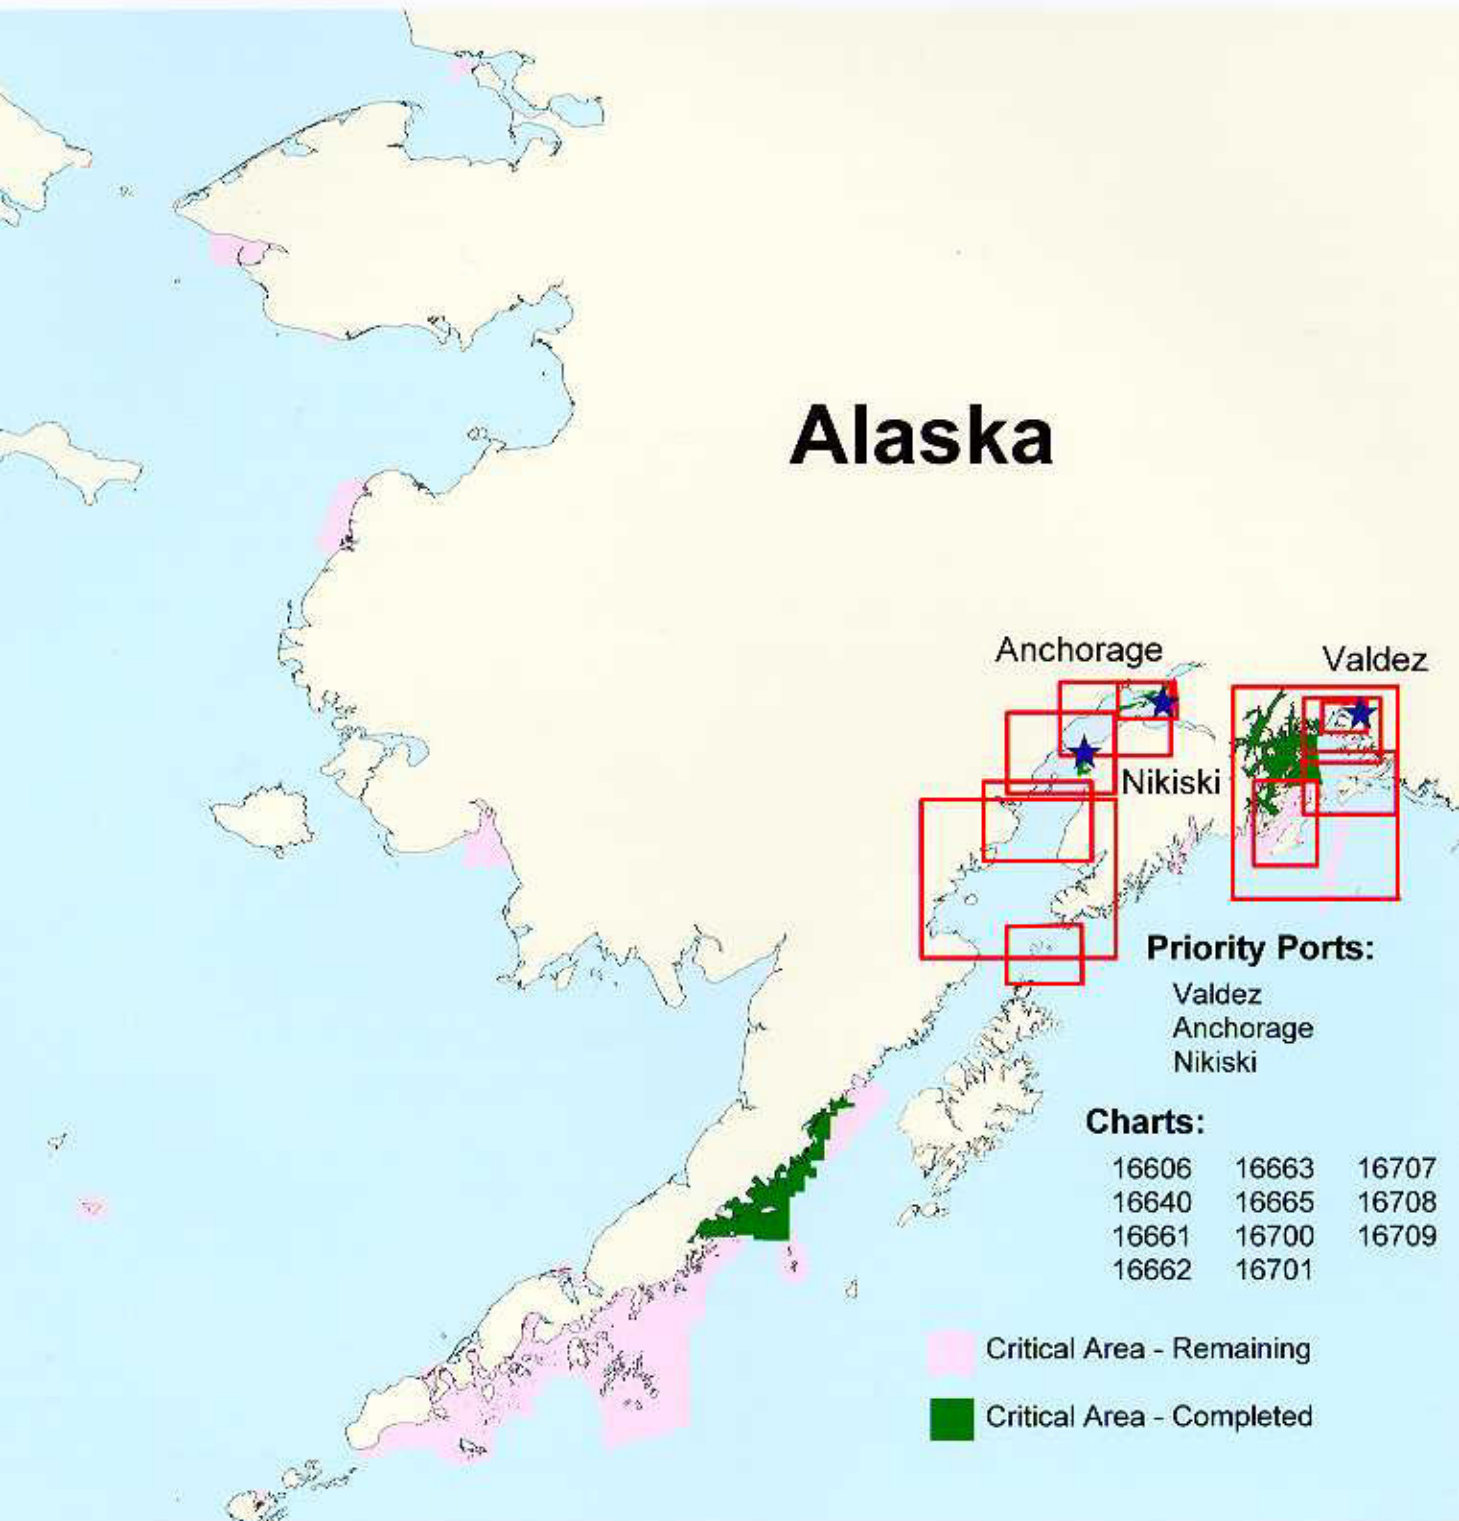 Alaska
Anchorage
Valdez
Nikiski
Priority Ports:
Valdez
Anchorage
Nikiski
Charts:
16606 16663 16707
16640 16665 16708
16661 16700 16709
16662 16701
Critical Area - Remaining
Critical Area - Completed